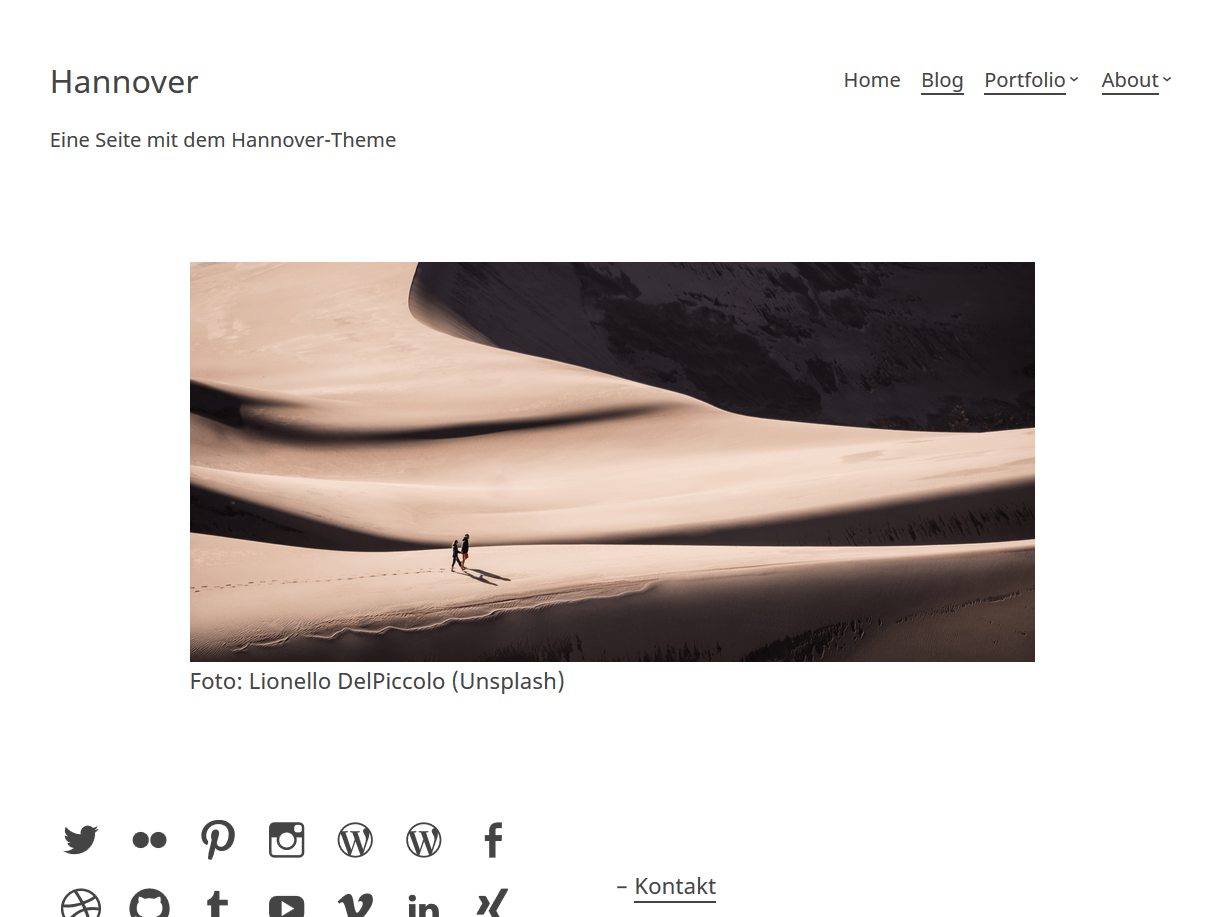 Hannover
Home Blog Portfolio About
Eine Seite mit dem Hannover-Theme
Foto: Lionello DelPiccolo (Unsplash)
– Kontakt